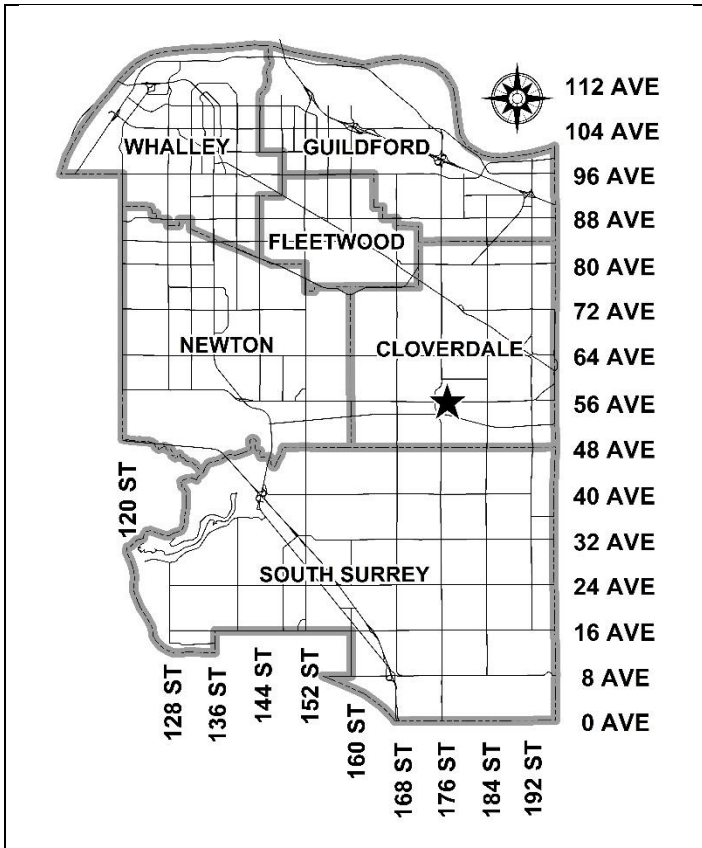 112 AVE
104 AVE
WHALLEY
GUILDFORD
96 AVE
88 AVE
FLEETWOOD
80 AVE
72 AVE
NEWTON
CLOVERDALE
64 AVE
56 AVE
48 AVE
120 ST
40 AVE
32 AVE
SOUTH SURREY
24 AVE
16 AVE
128 ST
136 ST
144 ST
152 ST
160 ST
8 AVE
0 AVE
168 ST
176 ST
184 ST
192 ST